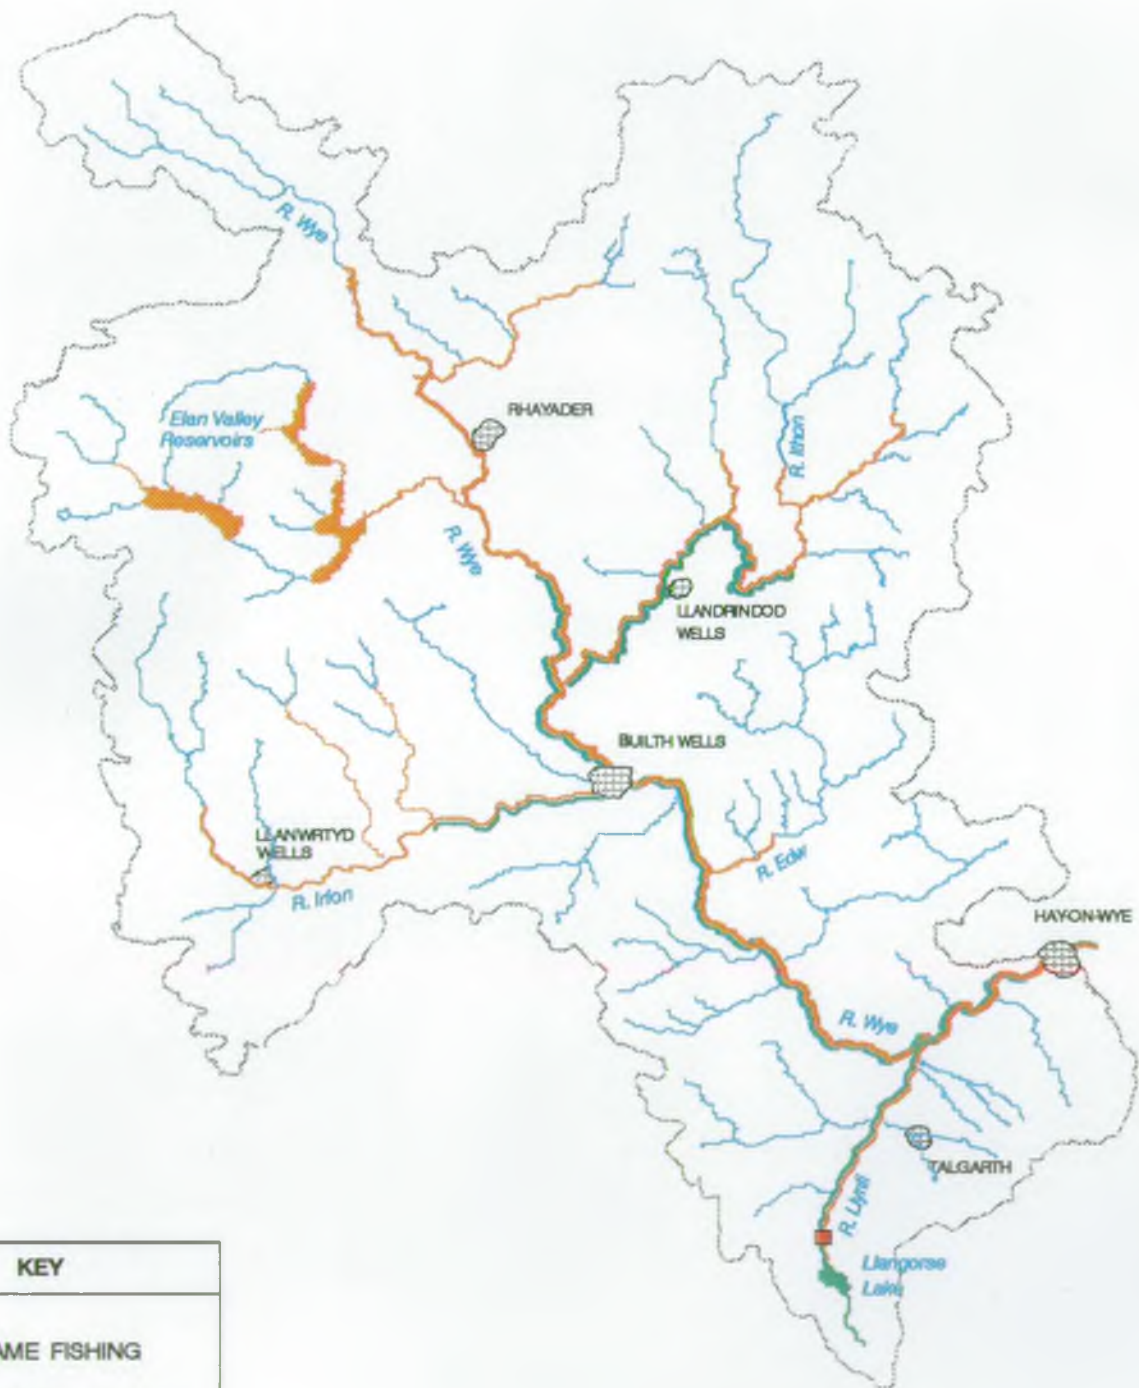 R. Wye
RHAYADER
Elan Valley
Reservoirs
R. Ithon
R. Wye
LLANDRINDOD
WELLS
BUILTH WELLS
LLANWRTYD
WELLS
R. Irfon
R. Edw
HAY-ON-WYE
R. Wye
TALGARTH
R. Llynfi
Llangorse
Lake
KEY
AME FISHING